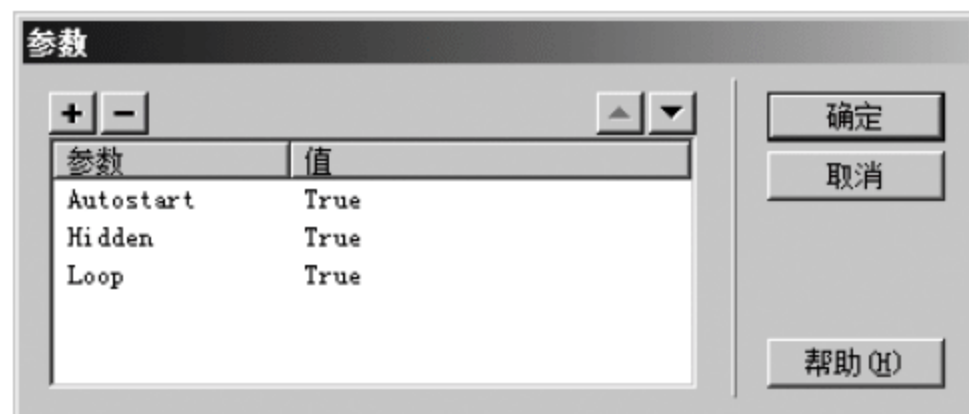 参数
+ −
确定
参数 值
取消
Autostart True
Hidden True
Loop True
帮助(H)